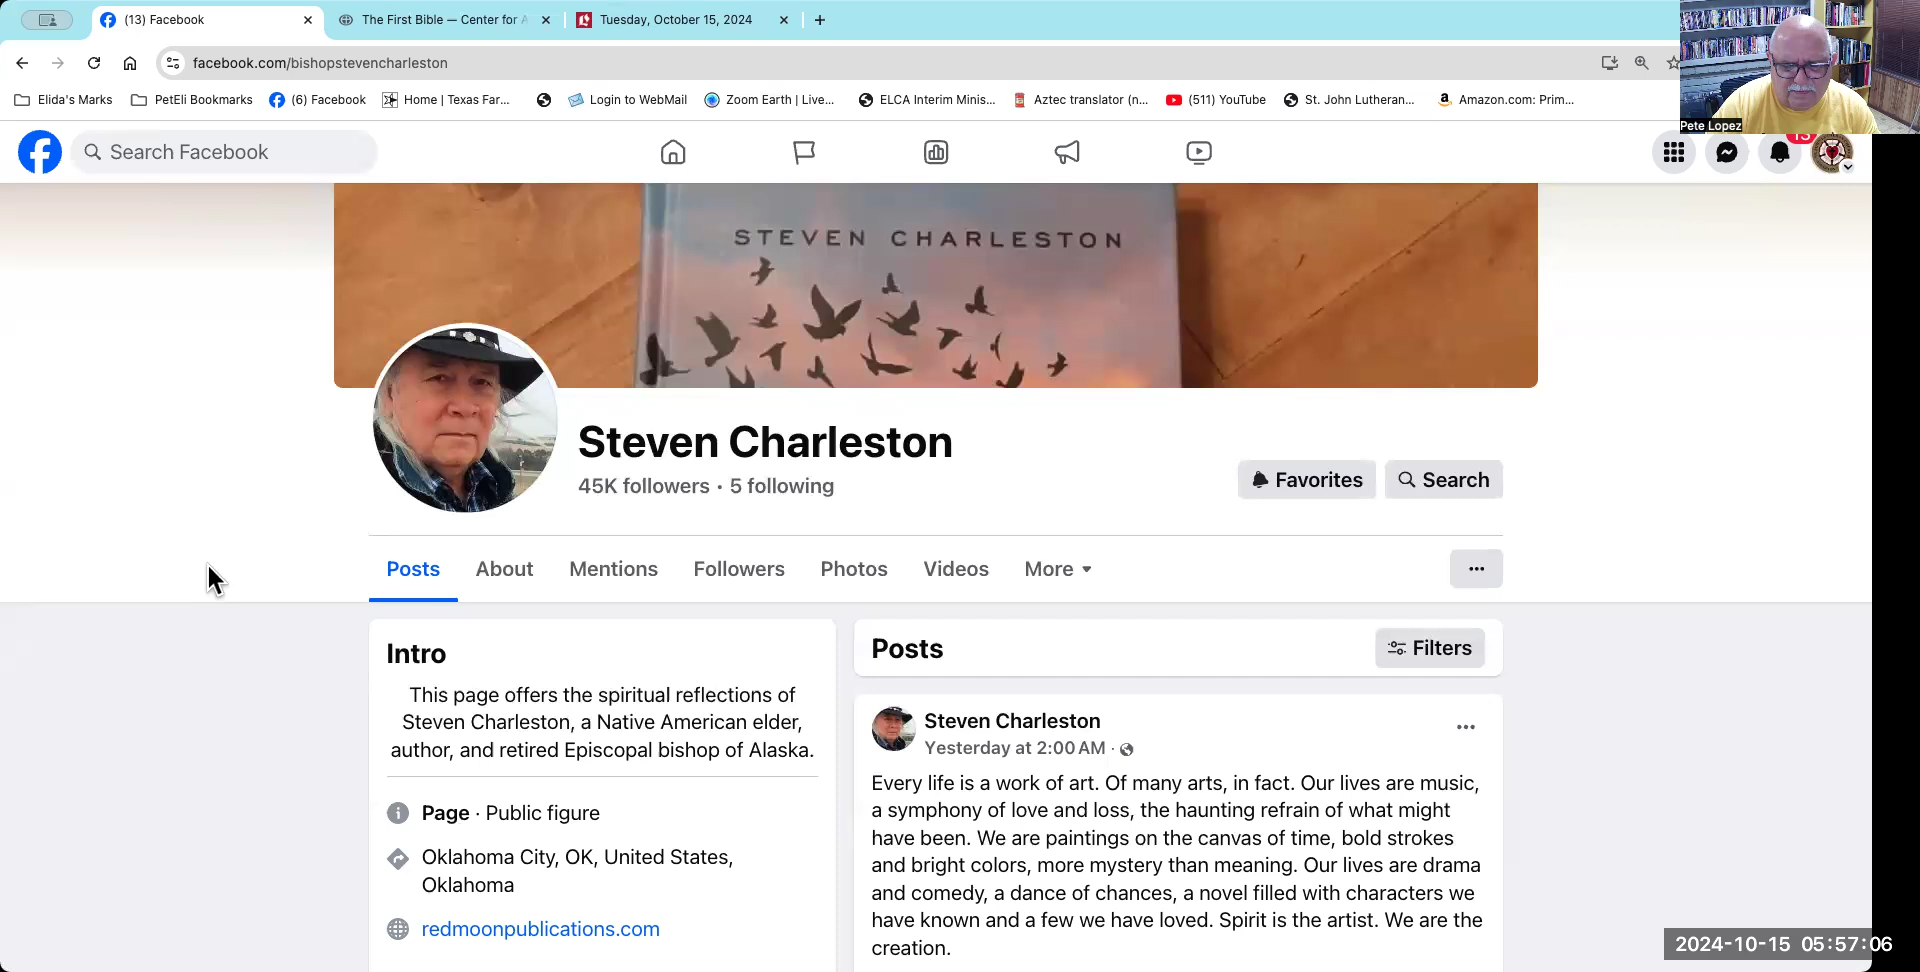 (13) Facebook
The First Bible — Center for A
Tuesday, October 15, 2024
facebook.com/bishopstevencharleston
Elida's Marks
PetEli Bookmarks
(6) Facebook
Home | Texas Far...
Login to WebMail
Zoom Earth | Live...
ELCA Interim Minis...
Aztec translator (n...
(511) YouTube
St. John Lutheran...
Amazon.com: Prim...
Pete Lopez
Search Facebook
STEVEN CHARLESTON
Steven Charleston
45K followers • 5 following
Favorites
Search
Posts
About
Mentions
Followers
Photos
Videos
More
Intro
This page offers the spiritual reflections of
Steven Charleston, a Native American elder,
author, and retired Episcopal bishop of Alaska.
Page · Public figure
Oklahoma City, OK, United States,
Oklahoma
redmoonpublications.com
Posts
Filters
Steven Charleston
Yesterday at 2:00 AM ·
Every life is a work of art. Of many arts, in fact. Our lives are music,
a symphony of love and loss, the haunting refrain of what might
have been. We are paintings on the canvas of time, bold strokes
and bright colors, more mystery than meaning. Our lives are drama
and comedy, a dance of chances, a novel filled with characters we
have known and a few we have loved. Spirit is the artist. We are the
creation.
2024-10-15 05:57:06